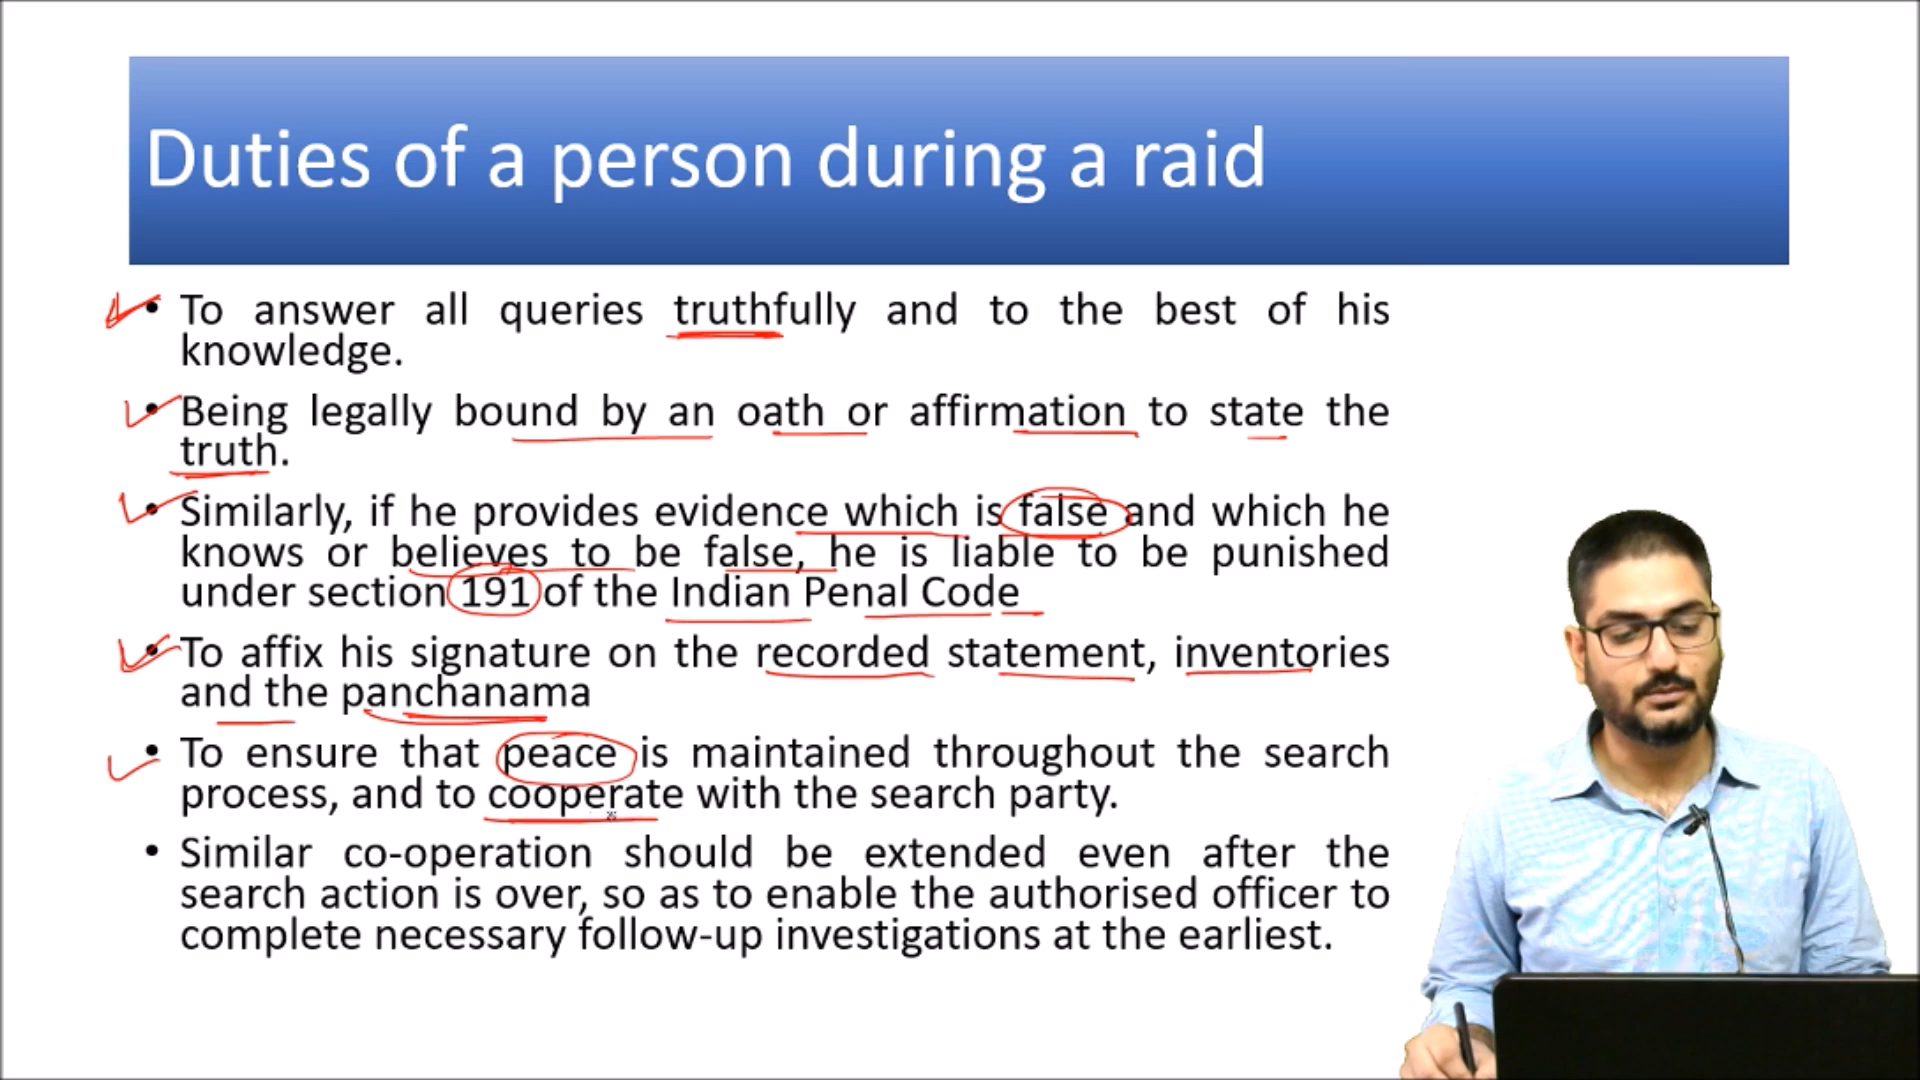 Duties of a person during a raid
• To answer all queries truthfully and to the best of his
knowledge.
• Being legally bound by an oath or affirmation to state the
truth.
• Similarly, if he provides evidence which is false and which he
knows or believes to be false, he is liable to be punished
under section 191 of the Indian Penal Code
• To affix his signature on the recorded statement, inventories
and the panchanama
• To ensure that peace is maintained throughout the search
process, and to cooperate with the search party.
• Similar co-operation should be extended even after the
search action is over, so as to enable the authorised officer to
complete necessary follow-up investigations at the earliest.